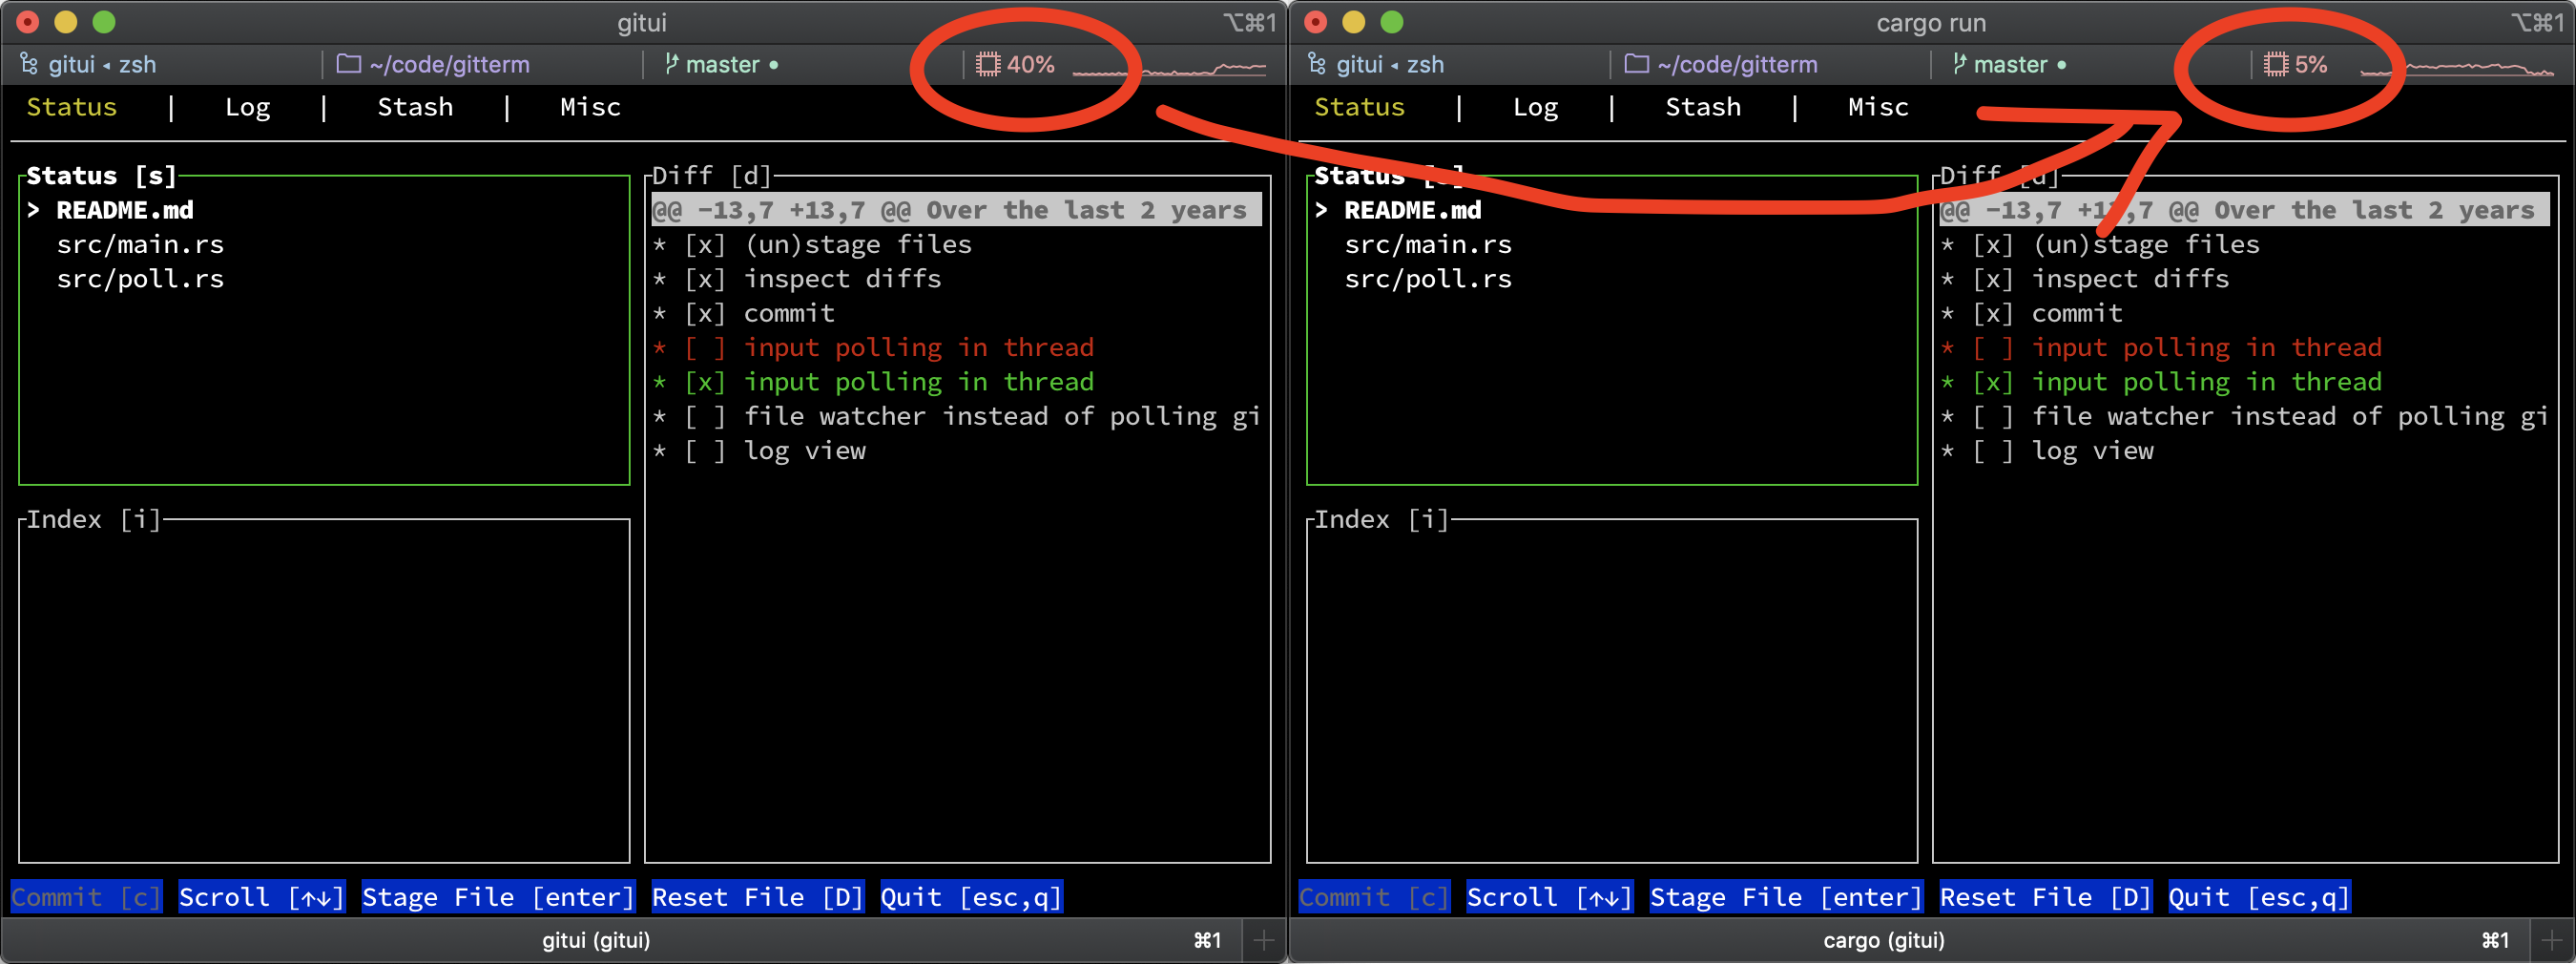 gitui
⌥⌘1
gitui ◂ zsh
~/code/gitterm
master •
40%
Status | Log | Stash | Misc
Status [s]
> README.md
src/main.rs
src/poll.rs
Diff [d]
@@ -13,7 +13,7 @@ Over the last 2 years
* [x] (un)stage files
* [x] inspect diffs
* [x] commit
* [ ] input polling in thread
* [x] input polling in thread
* [ ] file watcher instead of polling gi
* [ ] log view
Index [i]
Commit [c] Scroll [↑↓] Stage File [enter] Reset File [D] Quit [esc,q]
gitui (gitui)
⌘1
cargo run
⌥⌘1
gitui ◂ zsh
~/code/gitterm
master •
5%
Status | Log | Stash | Misc
Status [s]
> README.md
src/main.rs
src/poll.rs
Diff [d]
@@ -13,7 +13,7 @@ Over the last 2 years
* [x] (un)stage files
* [x] inspect diffs
* [x] commit
* [ ] input polling in thread
* [x] input polling in thread
* [ ] file watcher instead of polling gi
* [ ] log view
Index [i]
Commit [c] Scroll [↑↓] Stage File [enter] Reset File [D] Quit [esc,q]
cargo (gitui)
⌘1